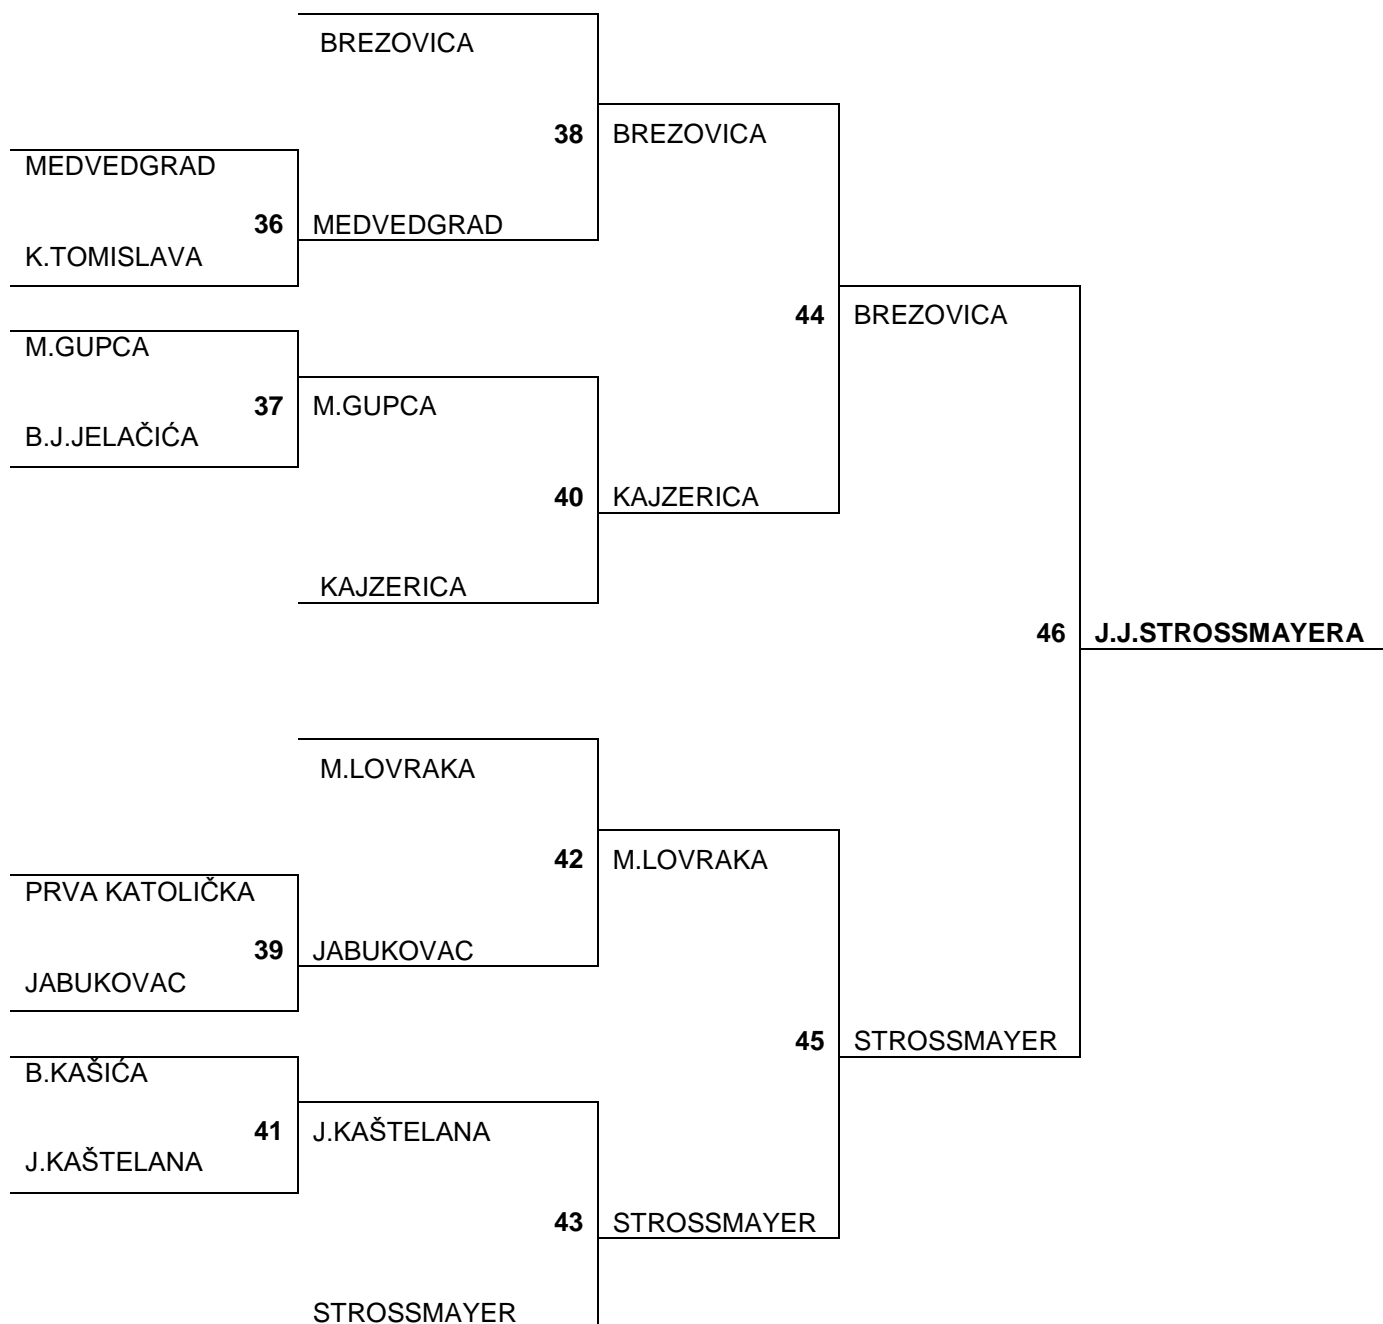 BREZOVICA
38 BREZOVICA
MEDVEDGRAD
36 MEDVEDGRAD
K.TOMISLAVA
44 BREZOVICA
M.GUPCA
37 M.GUPCA
B.J.JELAČIĆA
40 KAJZERICA
KAJZERICA
46 J.J.STROSSMAYERA
M.LOVRAKA
42 M.LOVRAKA
PRVA KATOLIČKA
39 JABUKOVAC
JABUKOVAC
45 STROSSMAYER
B.KAŠIĆA
41 J.KAŠTELANA
J.KAŠTELANA
43 STROSSMAYER
STROSSMAYER